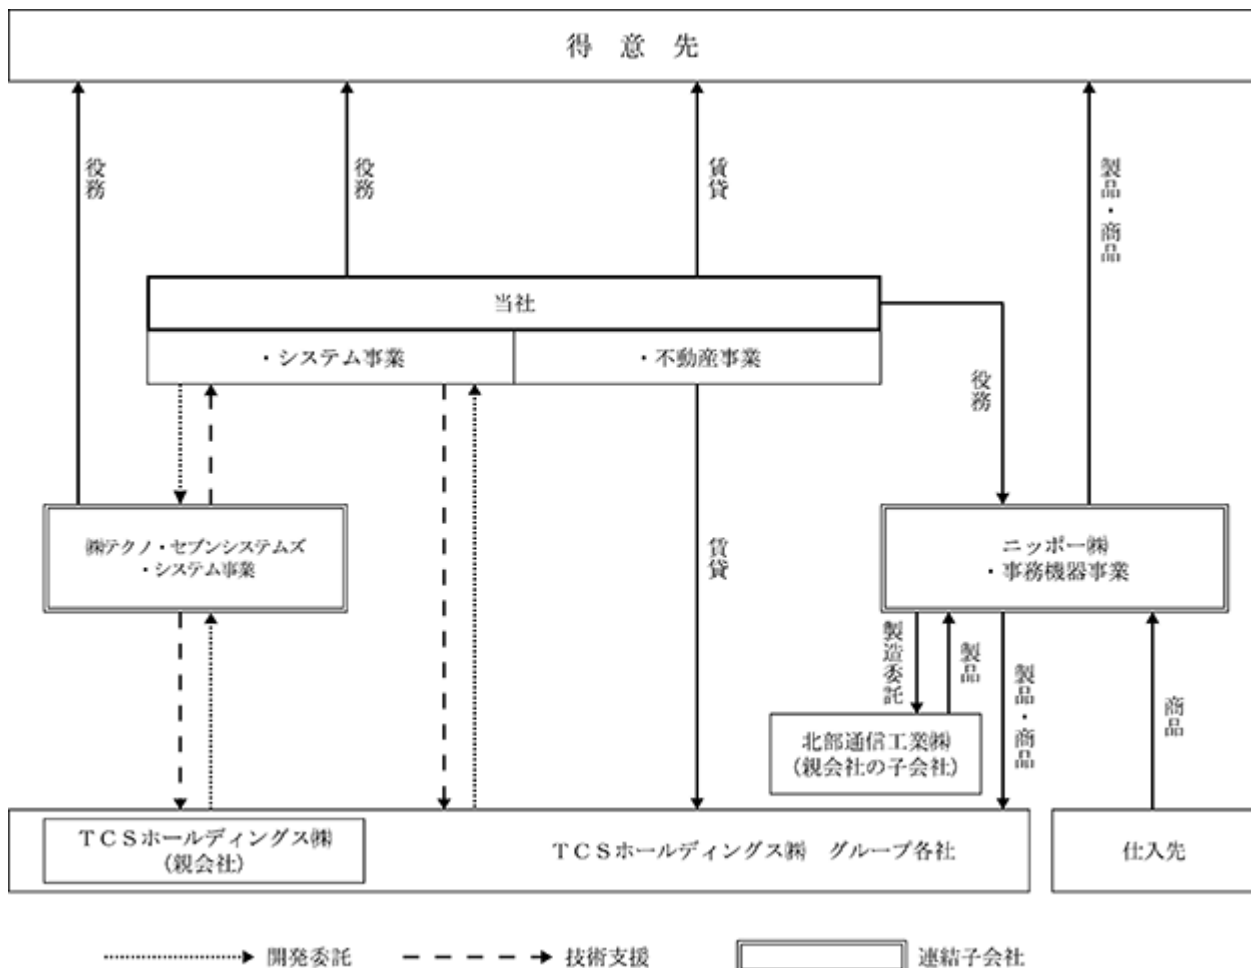 得 意 先
役務
役務
賃貸
製品・商品
当社
・システム事業
・不動産事業
役務
㈱テクノ・セブンシステムズ
・システム事業
賃貸
ニッポー㈱
・事務機器事業
製造委託
製品
製品・商品
商品
北部通信工業㈱
(親会社の子会社)
TCSホールディングス㈱
(親会社)
TCSホールディングス㈱ グループ各社
仕入先
開発委託
技術支援
連結子会社